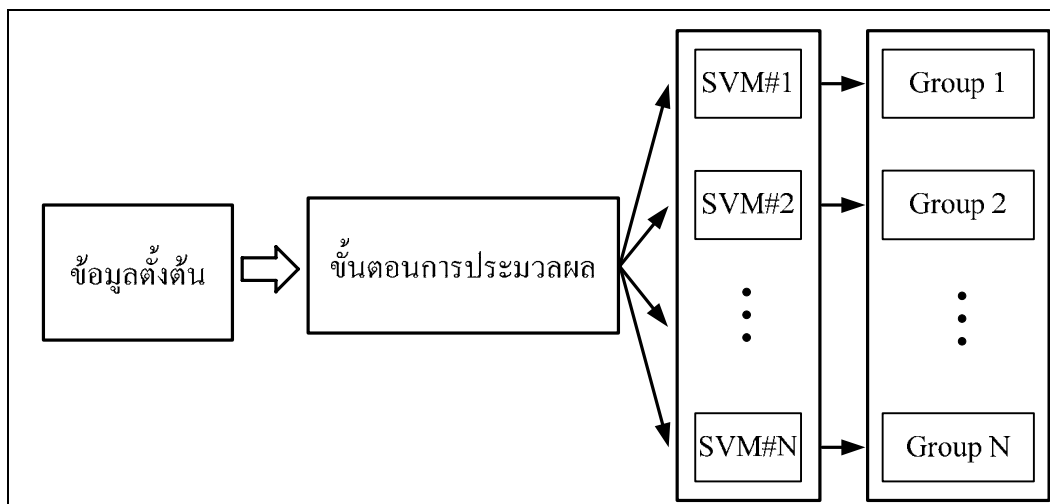 SVM#1
Group 1
SVM#2
Group 2
ข้อมูลตั้งต้น
ขั้นตอนการประมวลผล
SVM#N
Group N